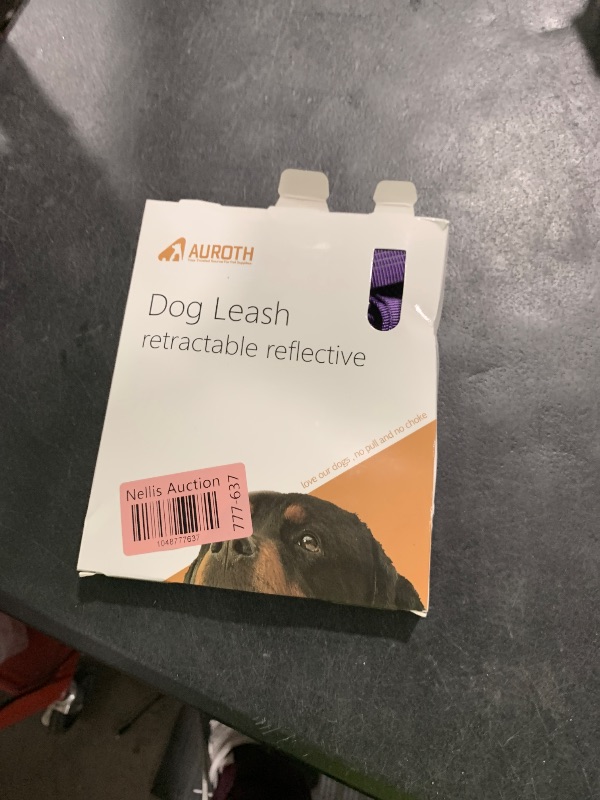 AUROTH
Dog Leash
retractable reflective
love our dogs , no pull and no choke
Nellis Auction
777-637
1048777637